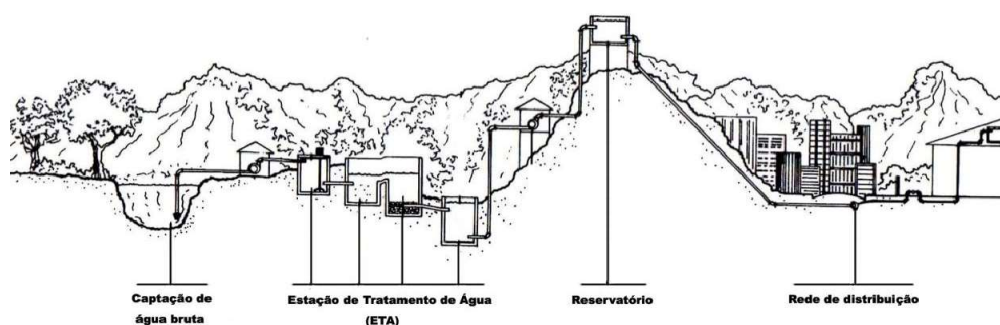 Captação de
água bruta
Estação de Tratamento de Água
(ETA)
Reservatório
Rede de distribuição